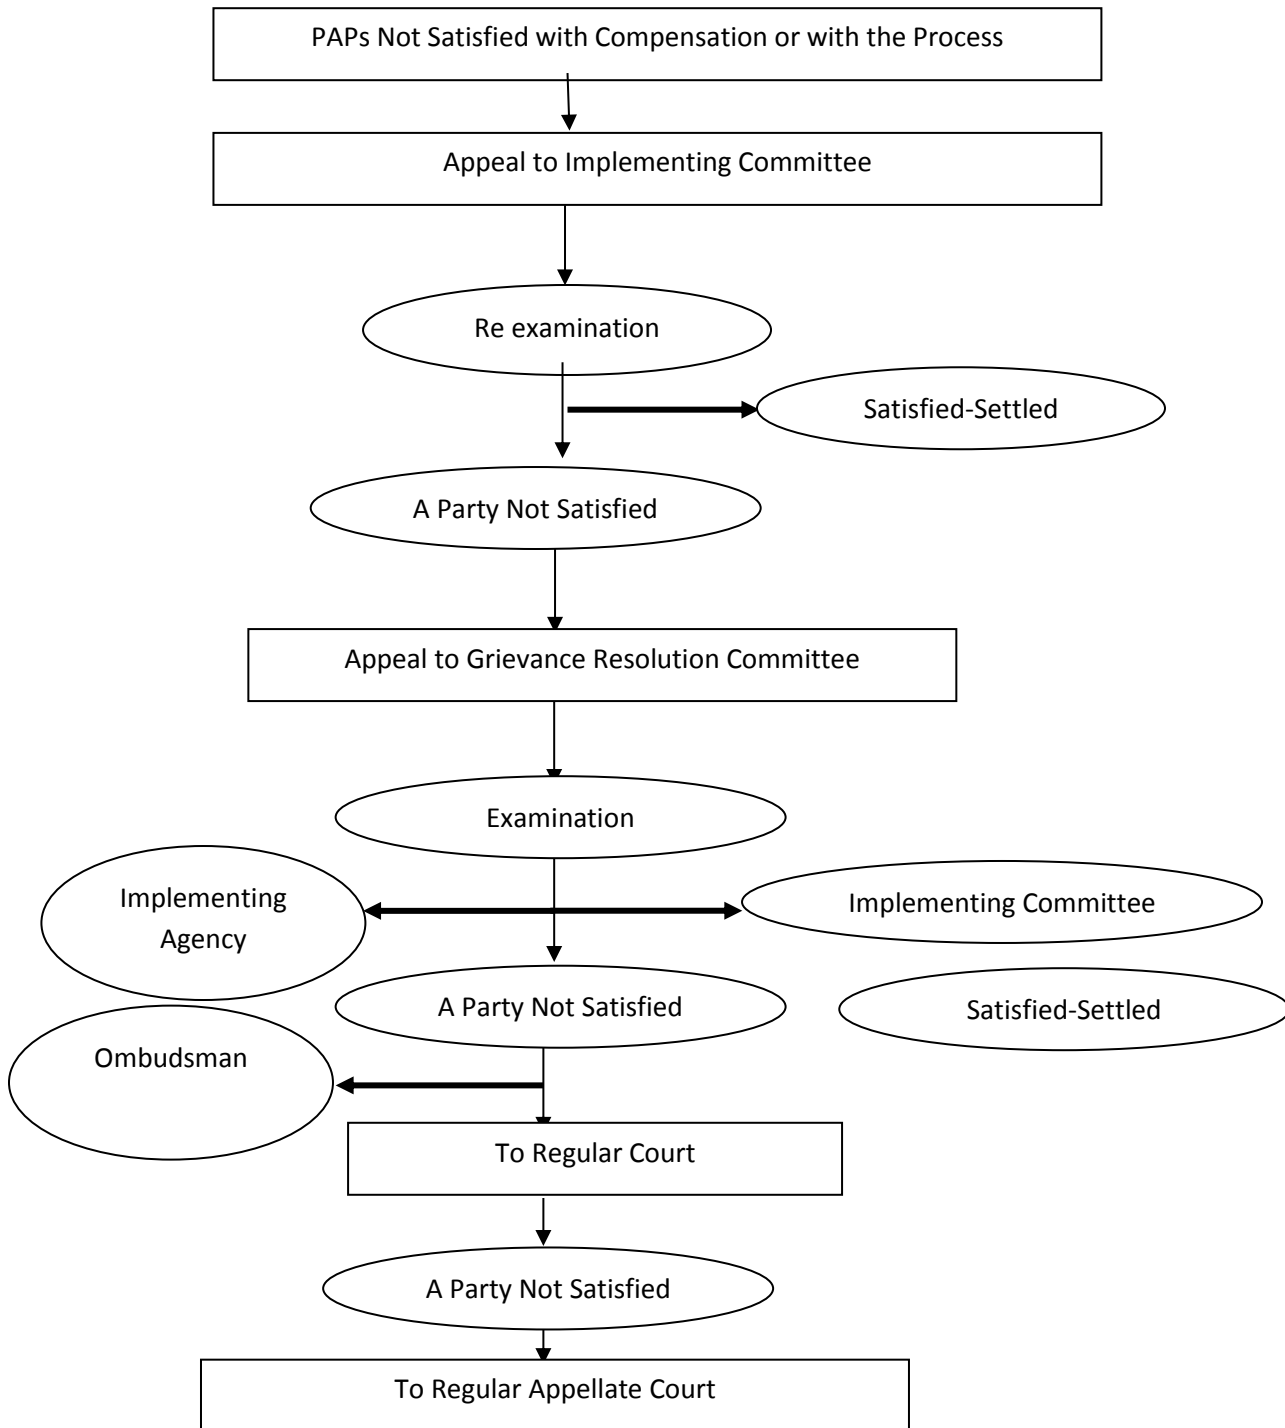 PAPs Not Satisfied with Compensation or with the Process
Appeal to Implementing Committee
Re examination
Satisfied-Settled
A Party Not Satisfied
Appeal to Grievance Resolution Committee
Examination
Implementing
Agency
Implementing Committee
A Party Not Satisfied
Satisfied-Settled
Ombudsman
To Regular Court
A Party Not Satisfied
To Regular Appellate Court